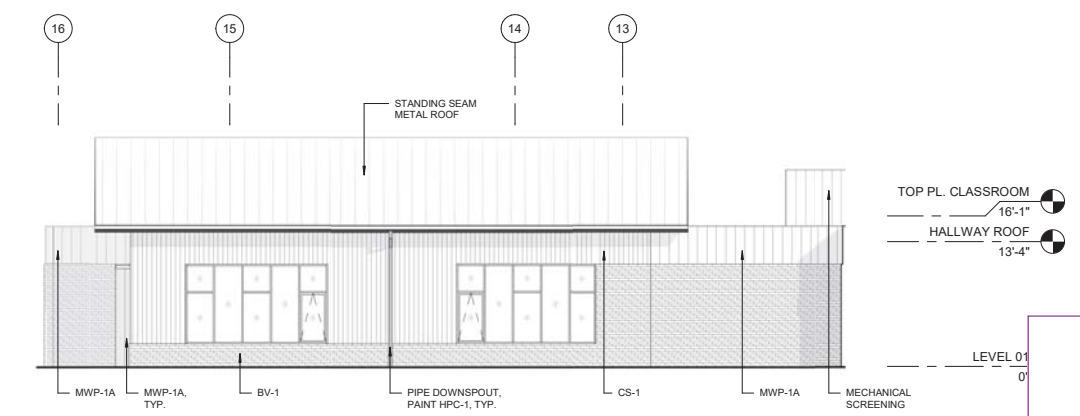 16
15
14
13
STANDING SEAM
METAL ROOF
TOP PL. CLASSROOM
16'-1"
HALLWAY ROOF
13'-4"
LEVEL 01
0'
MWP-1A
MWP-1A,
TYP.
BV-1
PIPE DOWNSPOUT,
PAINT HPC-1, TYP.
CS-1
MWP-1A
MECHANICAL
SCREENING